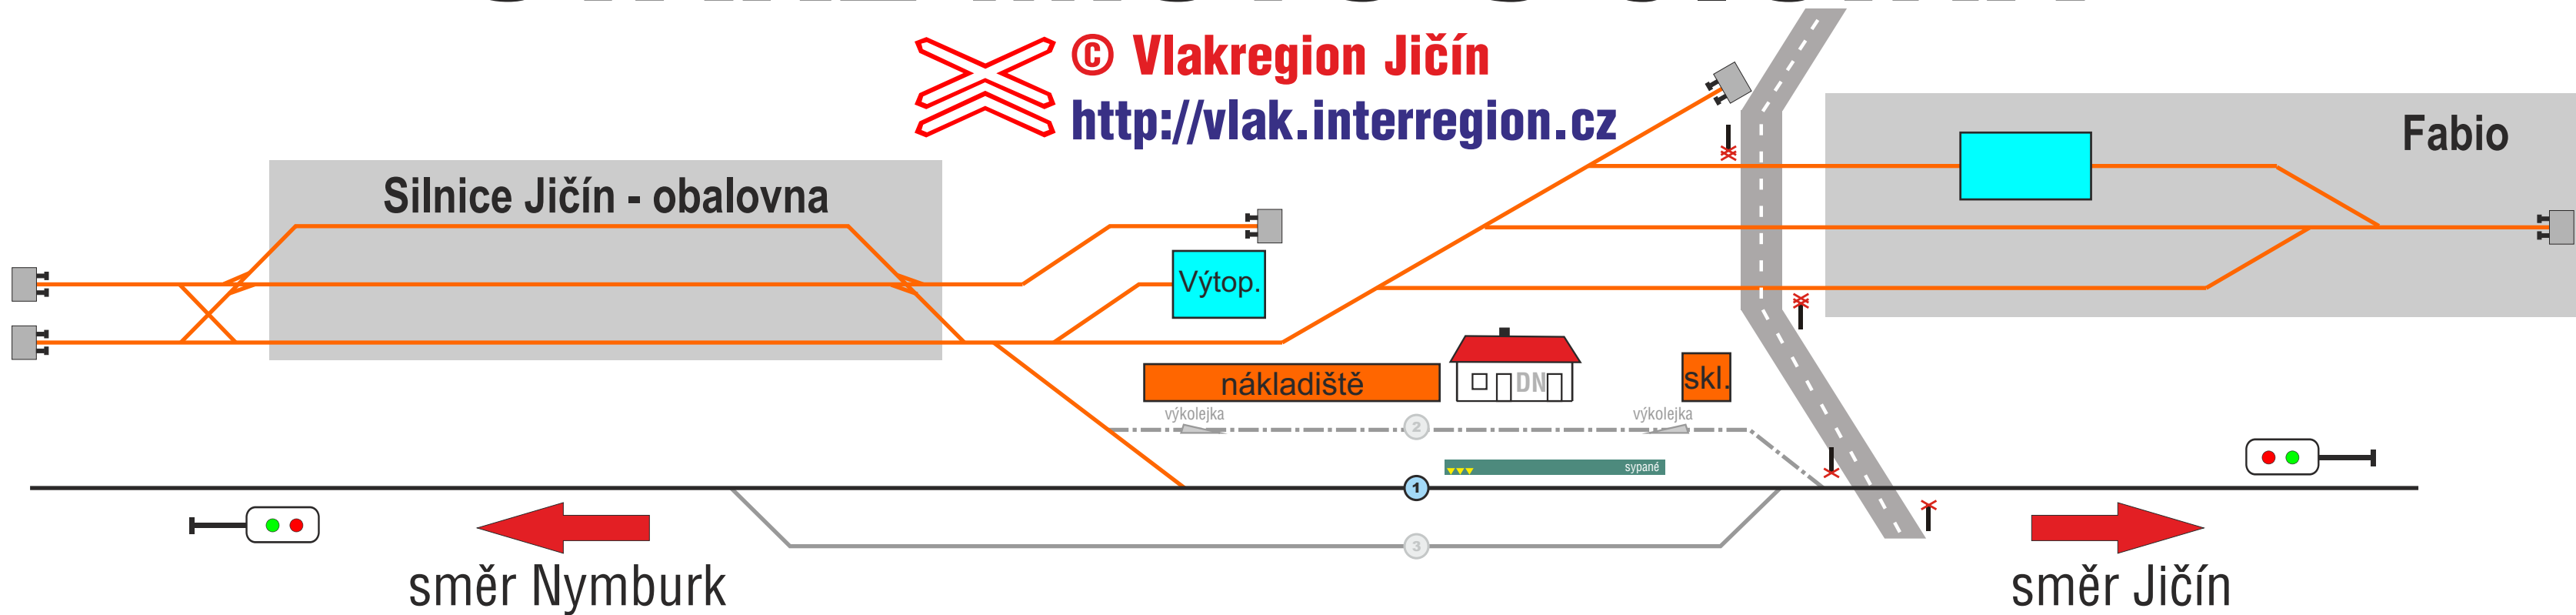 © Vlakregion Jičín
http://vlak.interregion.cz
Fabio
Silnice Jičín - obalovna
Výtop.
nákladiště
DN
skl.
výkolejka
výkolejka
2
sypané
1
3
směr Nymburk
směr Jičín